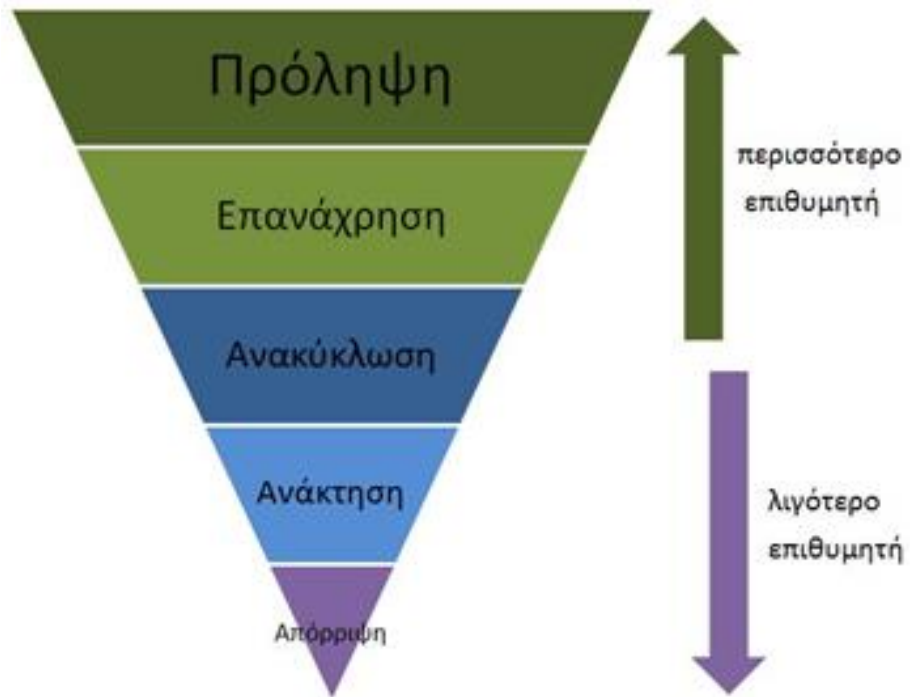 Πρόληψη
Επανάχρηση
Ανακύκλωση
Ανάκτηση
Απόρριψη
περισσότερο
επιθυμητή
λιγότερο
επιθυμητή